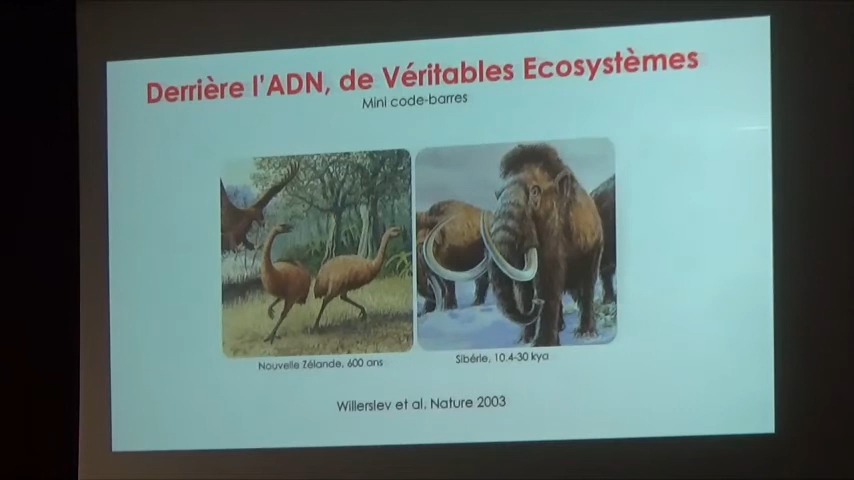 Derrière l'ADN, de Véritables Ecosystèmes
Mini code-barres
Nouvelle Zélande, 600 ans
Sibérie, 10.4-30 kya
Willerslev et al. Nature 2003